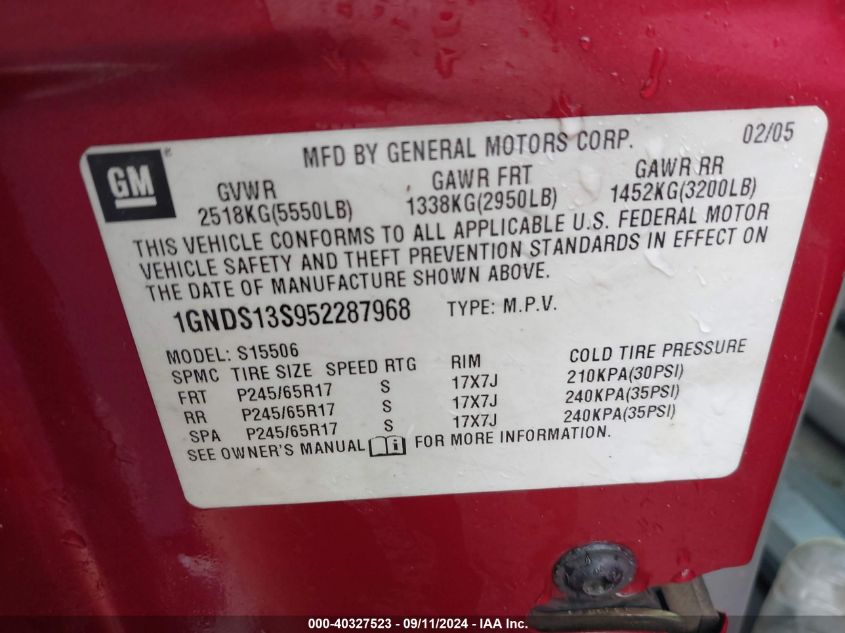 GM®
MFD BY GENERAL MOTORS CORP. 02/05
GVWR GAWR FRT GAWR RR
2518KG(5550LB) 1338KG(2950LB) 1452KG(3200LB)
THIS VEHICLE CONFORMS TO ALL APPLICABLE U.S. FEDERAL MOTOR
VEHICLE SAFETY AND THEFT PREVENTION STANDARDS IN EFFECT ON
THE DATE OF MANUFACTURE SHOWN ABOVE.
1GNDS13S952287968 TYPE: M.P.V.
MODEL: S15506
SPMC TIRE SIZE SPEED RTG RIM COLD TIRE PRESSURE
FRT P245/65R17 S 17X7J 210KPA(30PSI)
RR P245/65R17 S 17X7J 240KPA(35PSI)
SPA P245/65R17 S 17X7J 240KPA(35PSI)
SEE OWNER'S MANUAL FOR MORE INFORMATION.
000-40327523 - 09/11/2024 - IAA Inc.